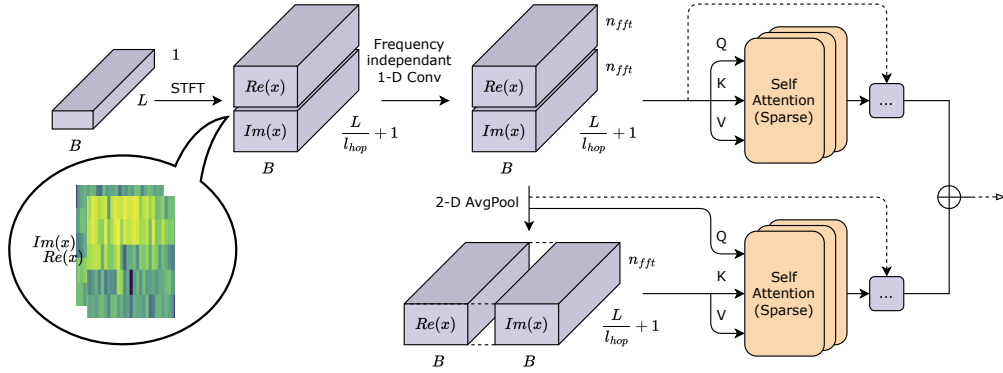 1
L
B
STFT
Re(x)
Im(x)
B
L
l_hop + 1
Frequency
independant
1-D Conv
n_fft
n_fft
Re(x)
Im(x)
B
L
l_hop + 1
Q
K
V
Self
Attention
(Sparse)
...
Im(x)
Re(x)
2-D AvgPool
n_fft
Re(x)
Im(x)
B
B
L
l_hop + 1
Q
K
V
Self
Attention
(Sparse)
...